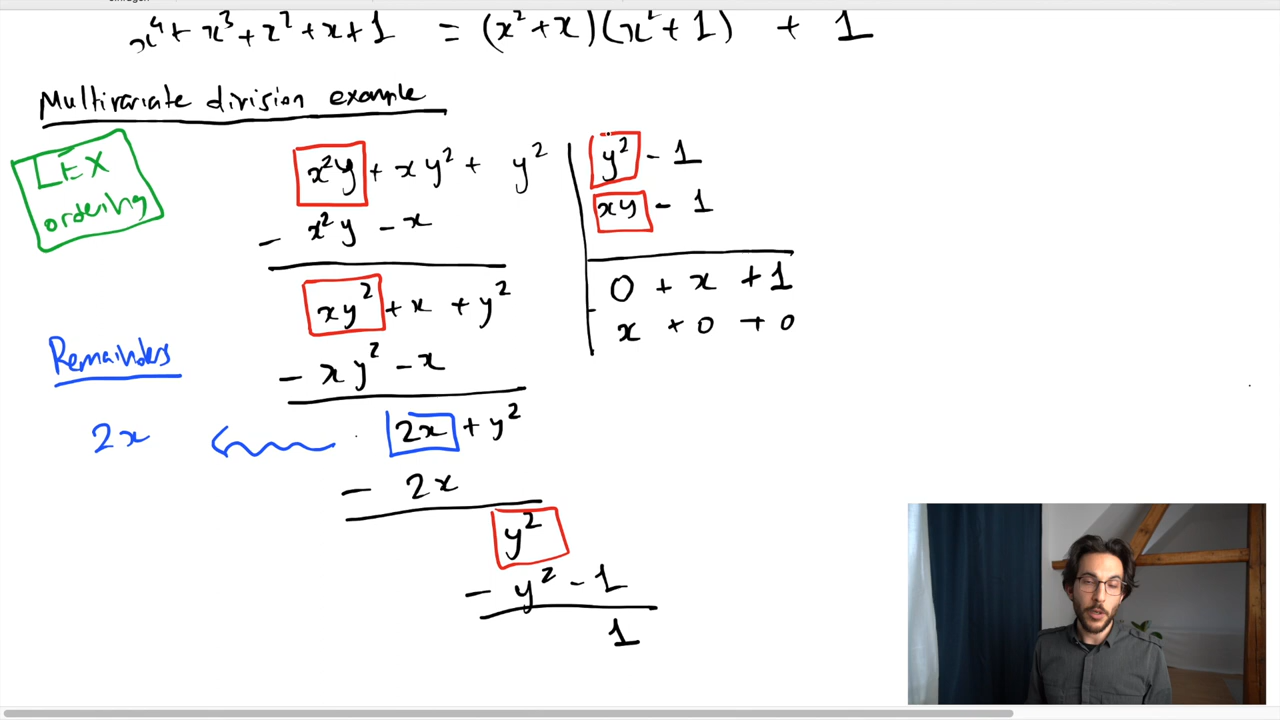 x⁴ + x³ + x² + x + 1 = (x² + x)(x² + 1) + 1
Multivariate division example
LEX
ordering
x²y + xy² + y²
− x²y − x
xy² + x + y²
− xy² − x
2x + y²
− 2x
y²
− y² − 1
1
y² − 1
xy − 1
0 + x + 1
x + 0 + 0
Remainders
2x